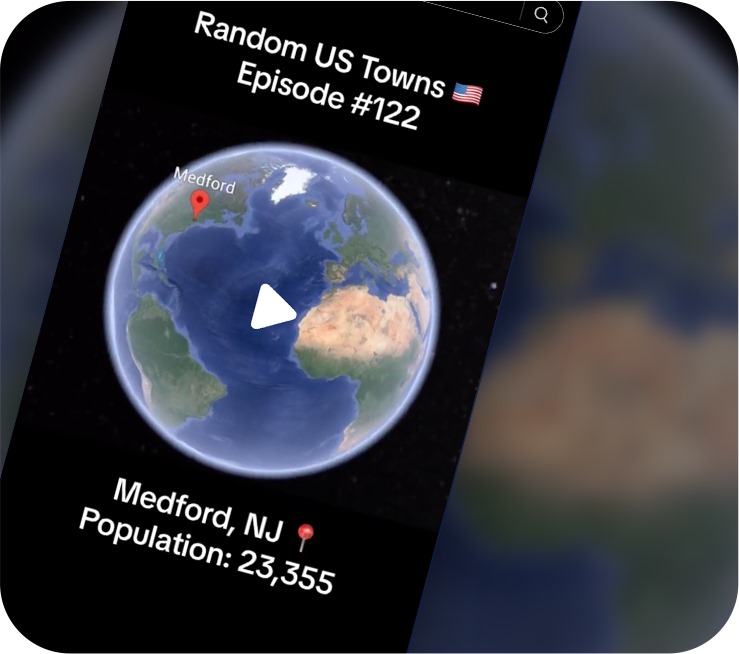 Random US Towns 🇺🇸
Episode #122
Medford
Medford, NJ 📍
Population: 23,355